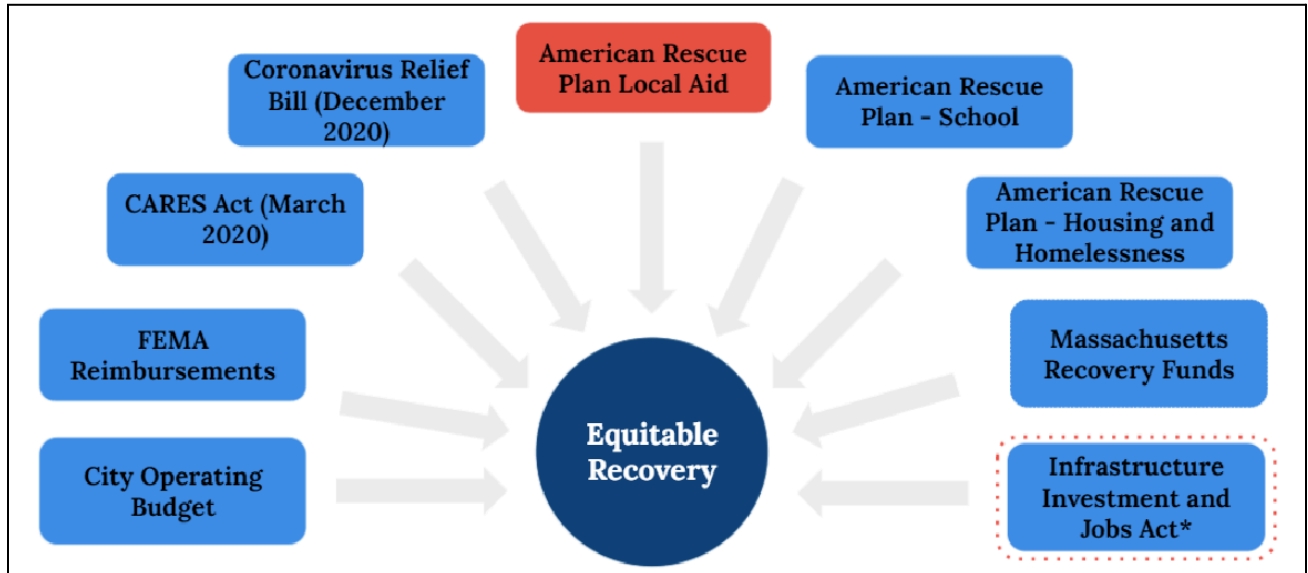 American Rescue
Plan Local Aid
Coronavirus Relief
Bill (December
2020)
American Rescue
Plan - School
CARES Act (March
2020)
American Rescue
Plan - Housing and
Homelessness
FEMA
Reimbursements
Massachusetts
Recovery Funds
City Operating
Budget
Equitable
Recovery
Infrastructure
Investment and
Jobs Act*